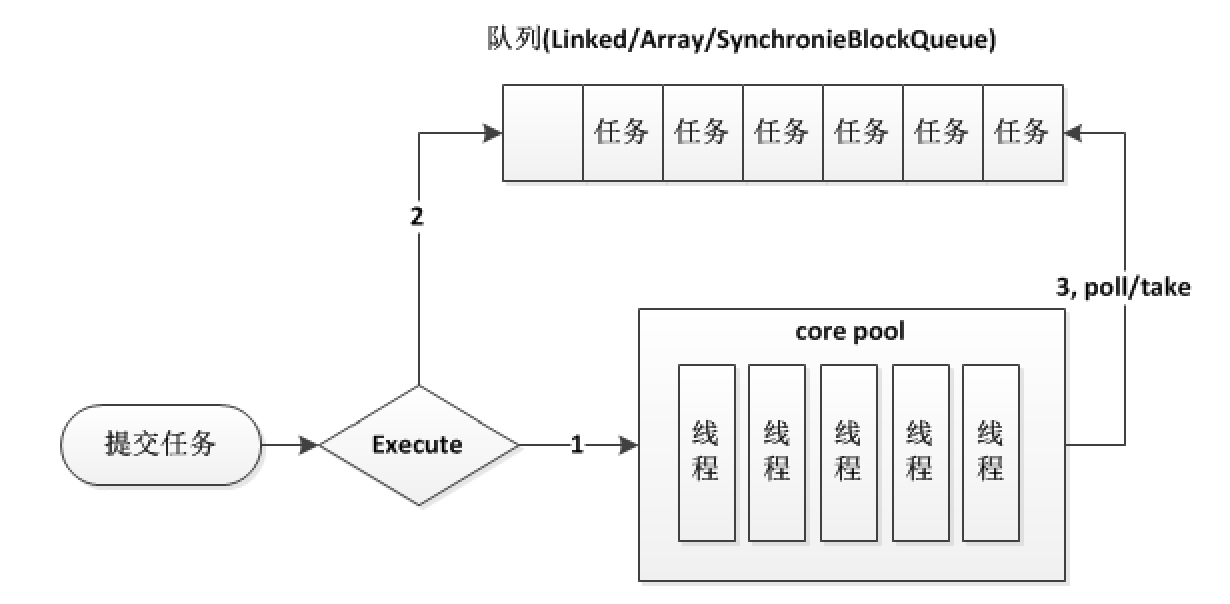 队列(Linked/Array/SynchronieBlockQueue)
任务 任务 任务 任务 任务 任务
2
3, poll/take
core pool
提交任务
Execute
1
线程
线程
线程
线程
线程